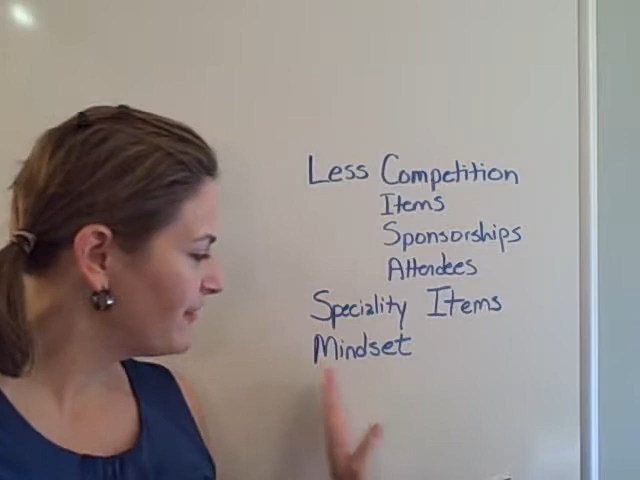 Less Competition
Items
Sponsorships
Attendees
Speciality Items
Mindset